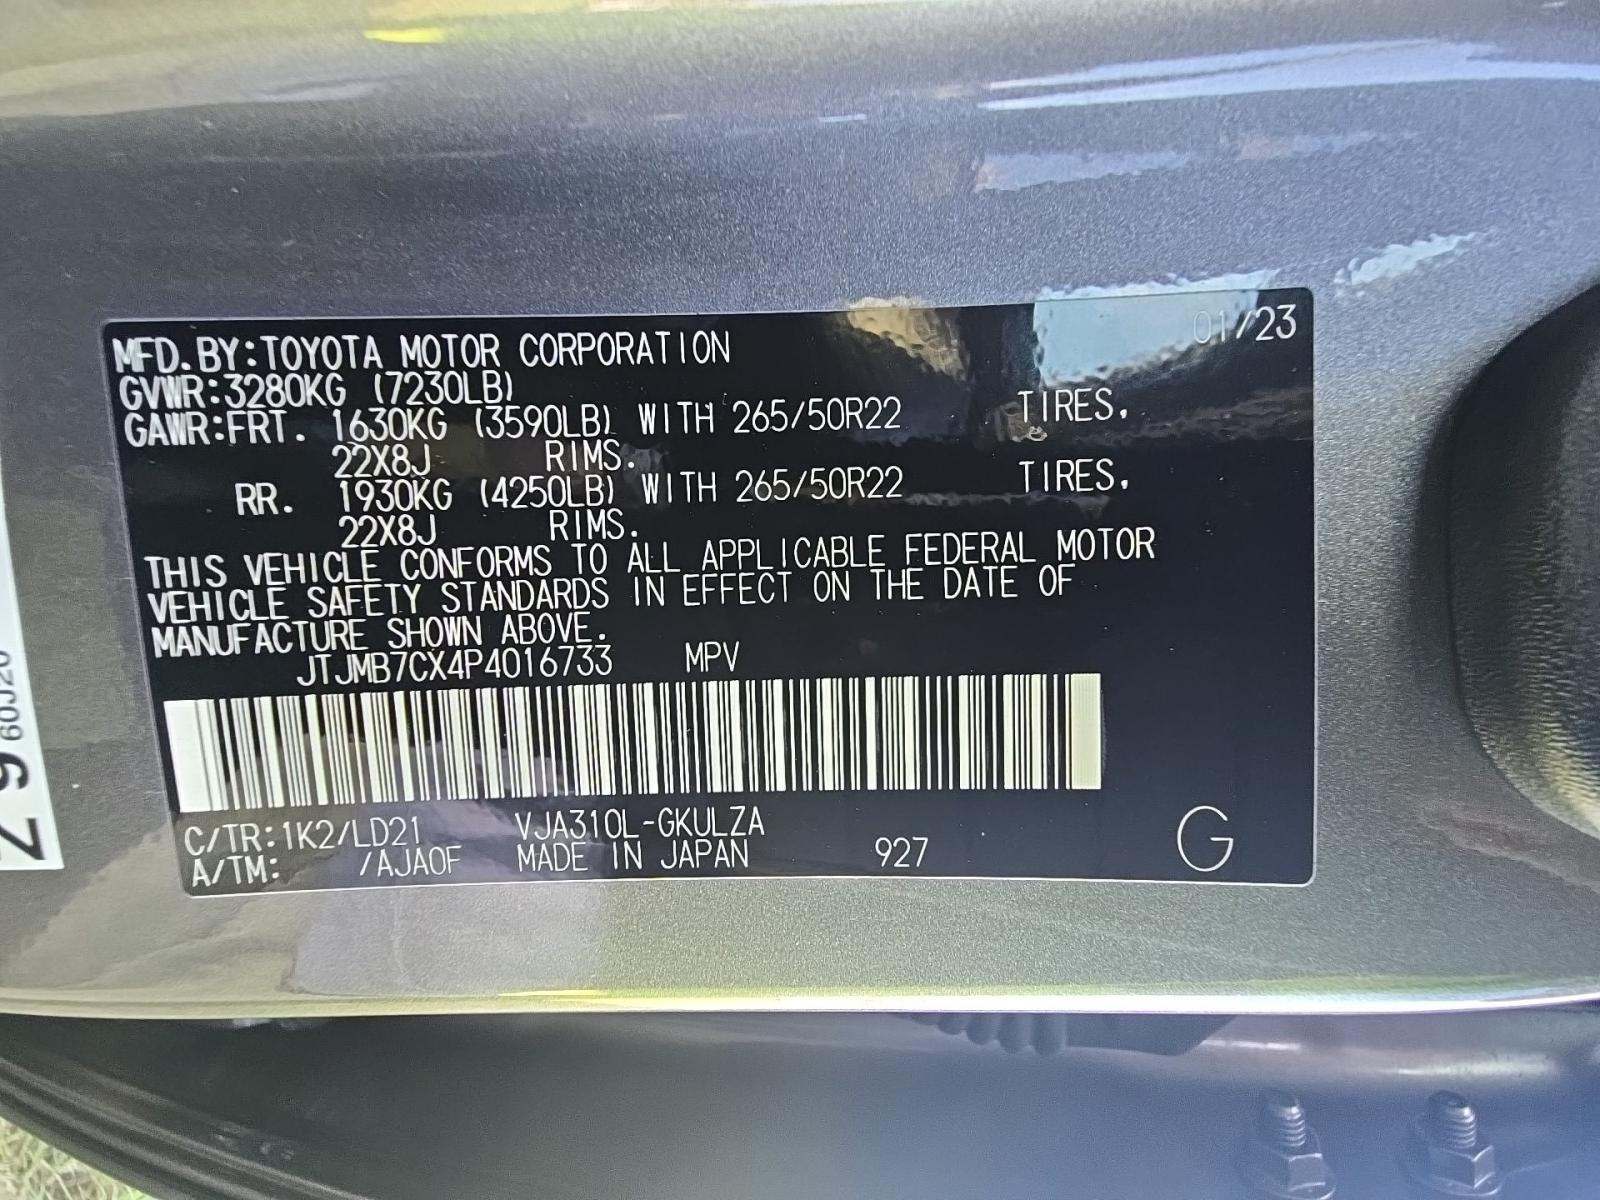 01/23
MFD.BY:TOYOTA MOTOR CORPORATION
GVWR:3280KG (7230LB)
GAWR:FRT. 1630KG (3590LB) WITH 265/50R22 TIRES.
22X8J RIMS.
RR. 1930KG (4250LB) WITH 265/50R22 TIRES.
22X8J RIMS.
THIS VEHICLE CONFORMS TO ALL APPLICABLE FEDERAL MOTOR
VEHICLE SAFETY STANDARDS IN EFFECT ON THE DATE OF
MANUFACTURE SHOWN ABOVE.
JTJMB7CX4P4016733 MPV
C/TR:1K2/LD21 VJA310L-GKULZA
A/TM: /AJA0F MADE IN JAPAN 927 G
60J20